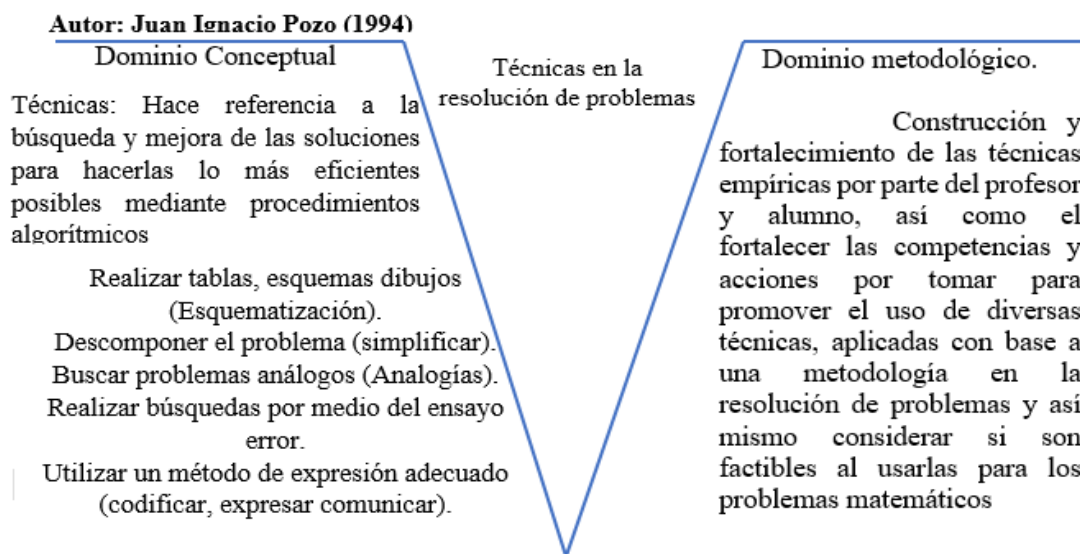 Autor: Juan Ignacio Pozo (1994)
Dominio Conceptual
Técnicas: Hace referencia a la
búsqueda y mejora de las soluciones
para hacerlas lo más eficientes
posibles mediante procedimientos
algorítmicos
Realizar tablas, esquemas dibujos
(Esquematización).
Descomponer el problema (simplificar).
Buscar problemas análogos (Analogías).
Realizar búsquedas por medio del ensayo
error.
Utilizar un método de expresión adecuado
(codificar, expresar comunicar).
Técnicas en la
resolución de problemas
Dominio metodológico.
Construcción y
fortalecimiento de las técnicas
empíricas por parte del profesor
y alumno, así como el
fortalecer las competencias y
acciones por tomar para
promover el uso de diversas
técnicas, aplicadas con base a
una metodología en la
resolución de problemas y así
mismo considerar si son
factibles al usarlas para los
problemas matemáticos